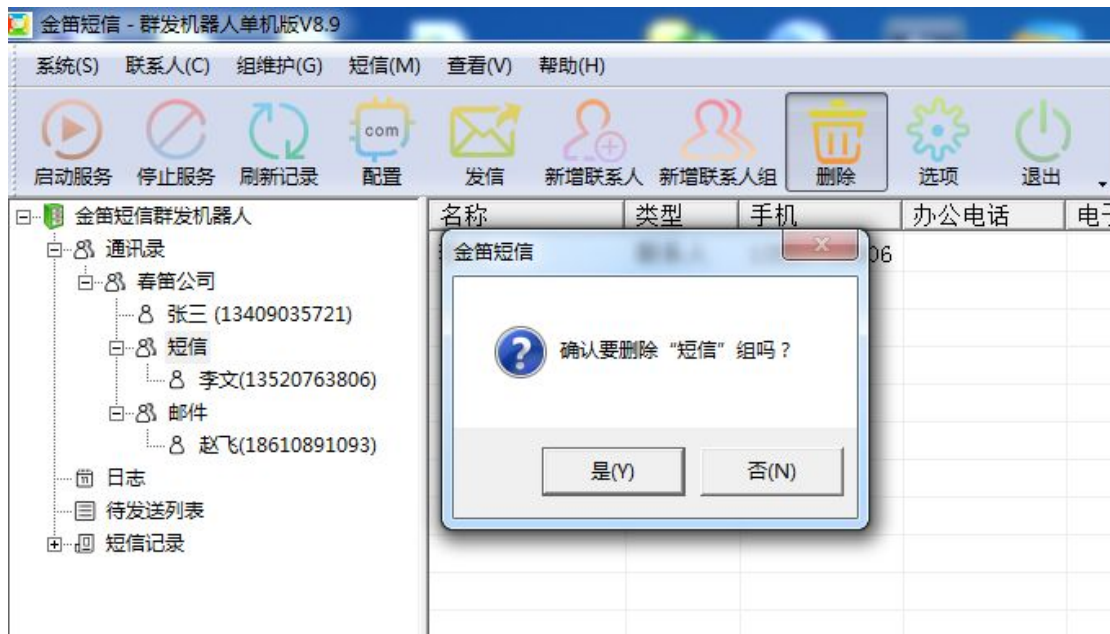 金笛短信 - 群发机器人单机版V8.9
系统(S) 联系人(C) 组维护(G) 短信(M) 查看(V) 帮助(H)
com
启动服务 停止服务 刷新记录 配置 发信 新增联系人 新增联系人组 删除 选项 退出
金笛短信群发机器人
通讯录
春笛公司
张三 (13409035721)
短信
李文(13520763806)
邮件
赵飞(18610891093)
日志
待发送列表
短信记录
名称 类型 手机 办公电话
06
金笛短信
确认要删除“短信”组吗？
是(Y) 否(N)